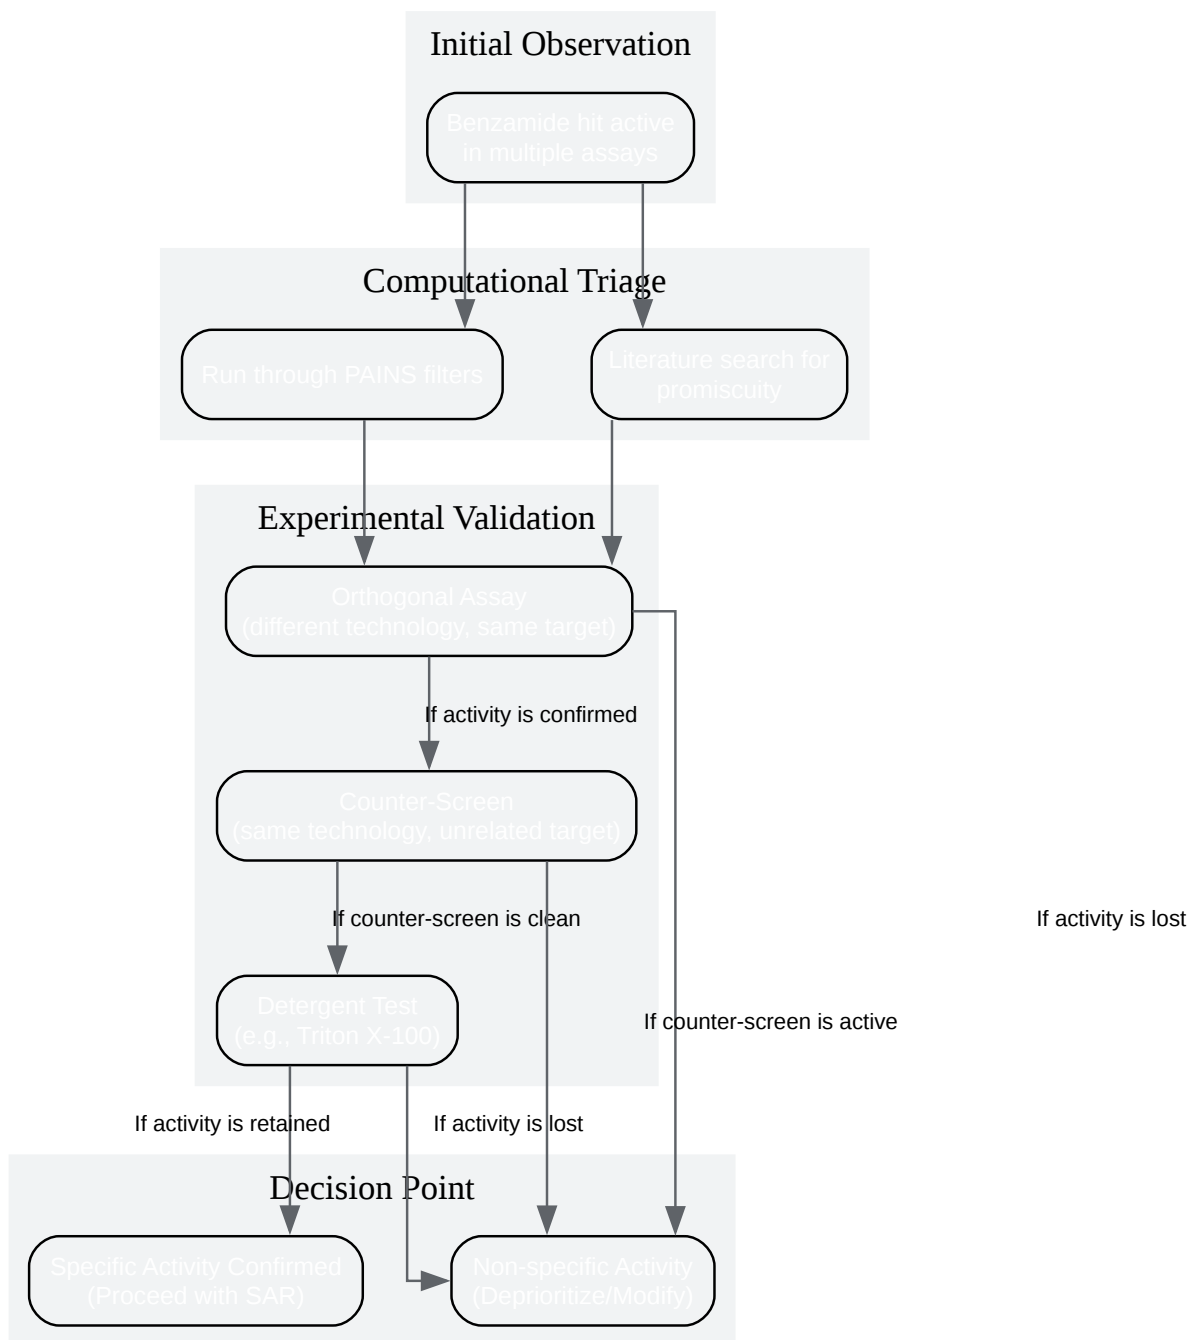 Initial Observation
Benzamide hit active
in multiple assays
Computational Triage
Run through PAINS filters
Literature search for
promiscuity
Experimental Validation
Orthogonal Assay
(different technology, same target)
If activity is confirmed
Counter-Screen
(same technology, unrelated target)
If counter-screen is clean
If activity is lost
Detergent Test
(e.g., Triton X-100)
If counter-screen is active
If activity is retained
If activity is lost
Decision Point
Specific Activity Confirmed
(Proceed with SAR)
Non-specific Activity
(Deprioritize/Modify)